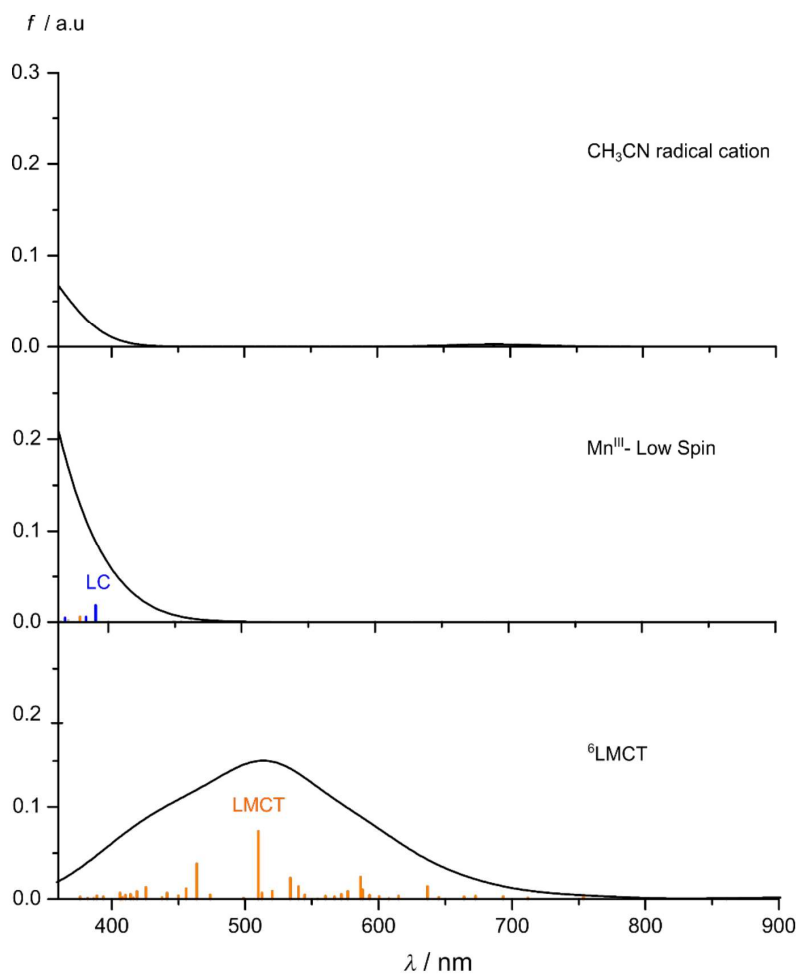 f / a.u
0.3
CH₃CN radical cation
0.2
0.1
0.0
0.2
Mnᴵᴵᴵ- Low Spin
0.1
LC
0.0
0.2
⁶LMCT
0.1
LMCT
0.0
400 500 600 700 800 900
λ / nm